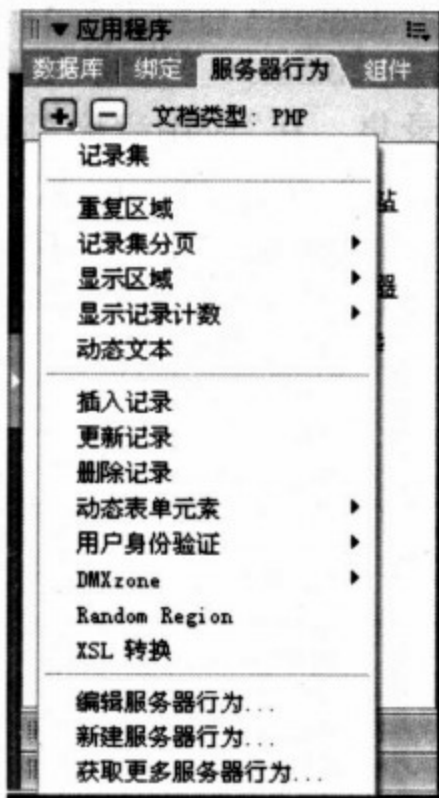 应用程序
数据库 绑定 服务器行为 组件
文档类型: PHP
记录集
重复区域
记录集分页
显示区域
显示记录计数
动态文本
插入记录
更新记录
删除记录
动态表单元素
用户身份验证
DMXzone
Random Region
XSL 转换
编辑服务器行为...
新建服务器行为...
获取更多服务器行为...